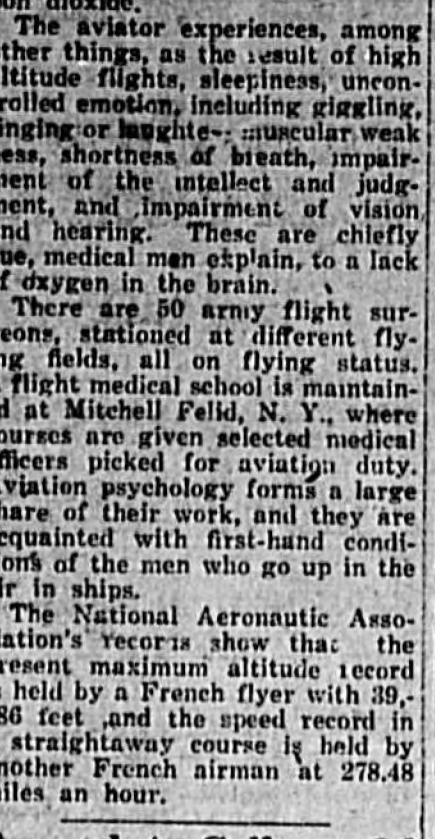 on dioxide.
The aviator experiences, among
ther things, as the result of high
ltitude flights, sleepiness, uncon-
rolled emotion, including giggling,
inging or laughte-; muscular weak
ess, shortness of breath, impair-
ent of the intellect and judg-
ent, and impairment of vision,
nd hearing. These are chiefly
ue, medical men explain, to a lack
f oxygen in the brain.
There are 50 army flight sur-
eons, stationed at different fly-
ng fields, all on flying status.
flight medical school is maintain-
d at Mitchell Felid, N. Y., where
ourses are given selected medical
fficers picked for aviation duty.
viation psychology forms a large
hare of their work, and they are
cquainted with first-hand condi-
ons of the men who go up in the
ir in ships.
The National Aeronautic Asso-
iation's records show that the
resent maximum altitude record
s held by a French flyer with 39,-
86 feet and the speed record in
straightaway course is held by
nother French airman at 278.48
iles an hour.